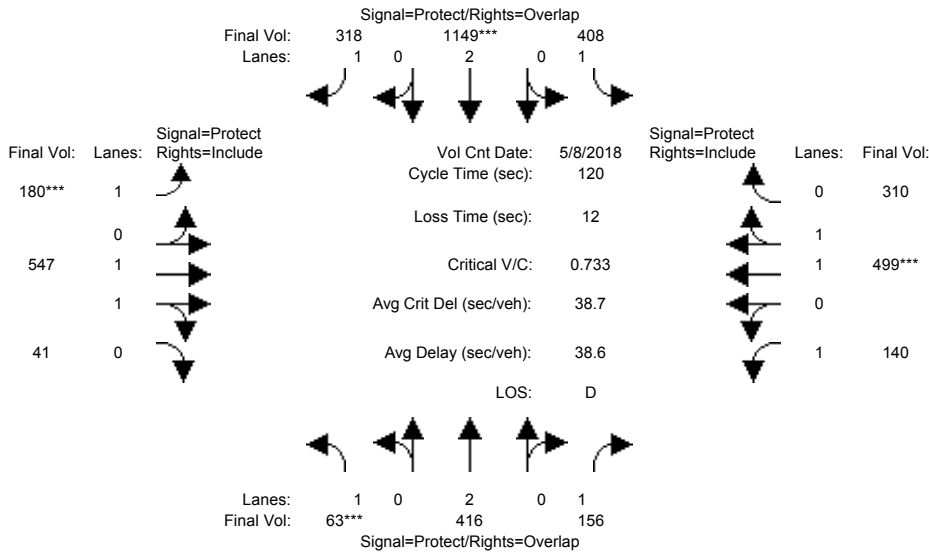 Signal=Protect/Rights=Overlap
Final Vol: 318 1149*** 408
Lanes: 1 0 2 0 1
Signal=Protect Signal=Protect
Final Vol: Lanes: Rights=Include Vol Cnt Date: 5/8/2018 Rights=Include Lanes: Final Vol:
Cycle Time (sec): 120
180*** 1 0 310
Loss Time (sec): 12
0 1
547 1 Critical V/C: 0.733 1 499***
1 Avg Crit Del (sec/veh): 38.7 0
41 0 Avg Delay (sec/veh): 38.6 1 140
LOS: D
Lanes: 1 0 2 0 1
Final Vol: 63*** 416 156
Signal=Protect/Rights=Overlap